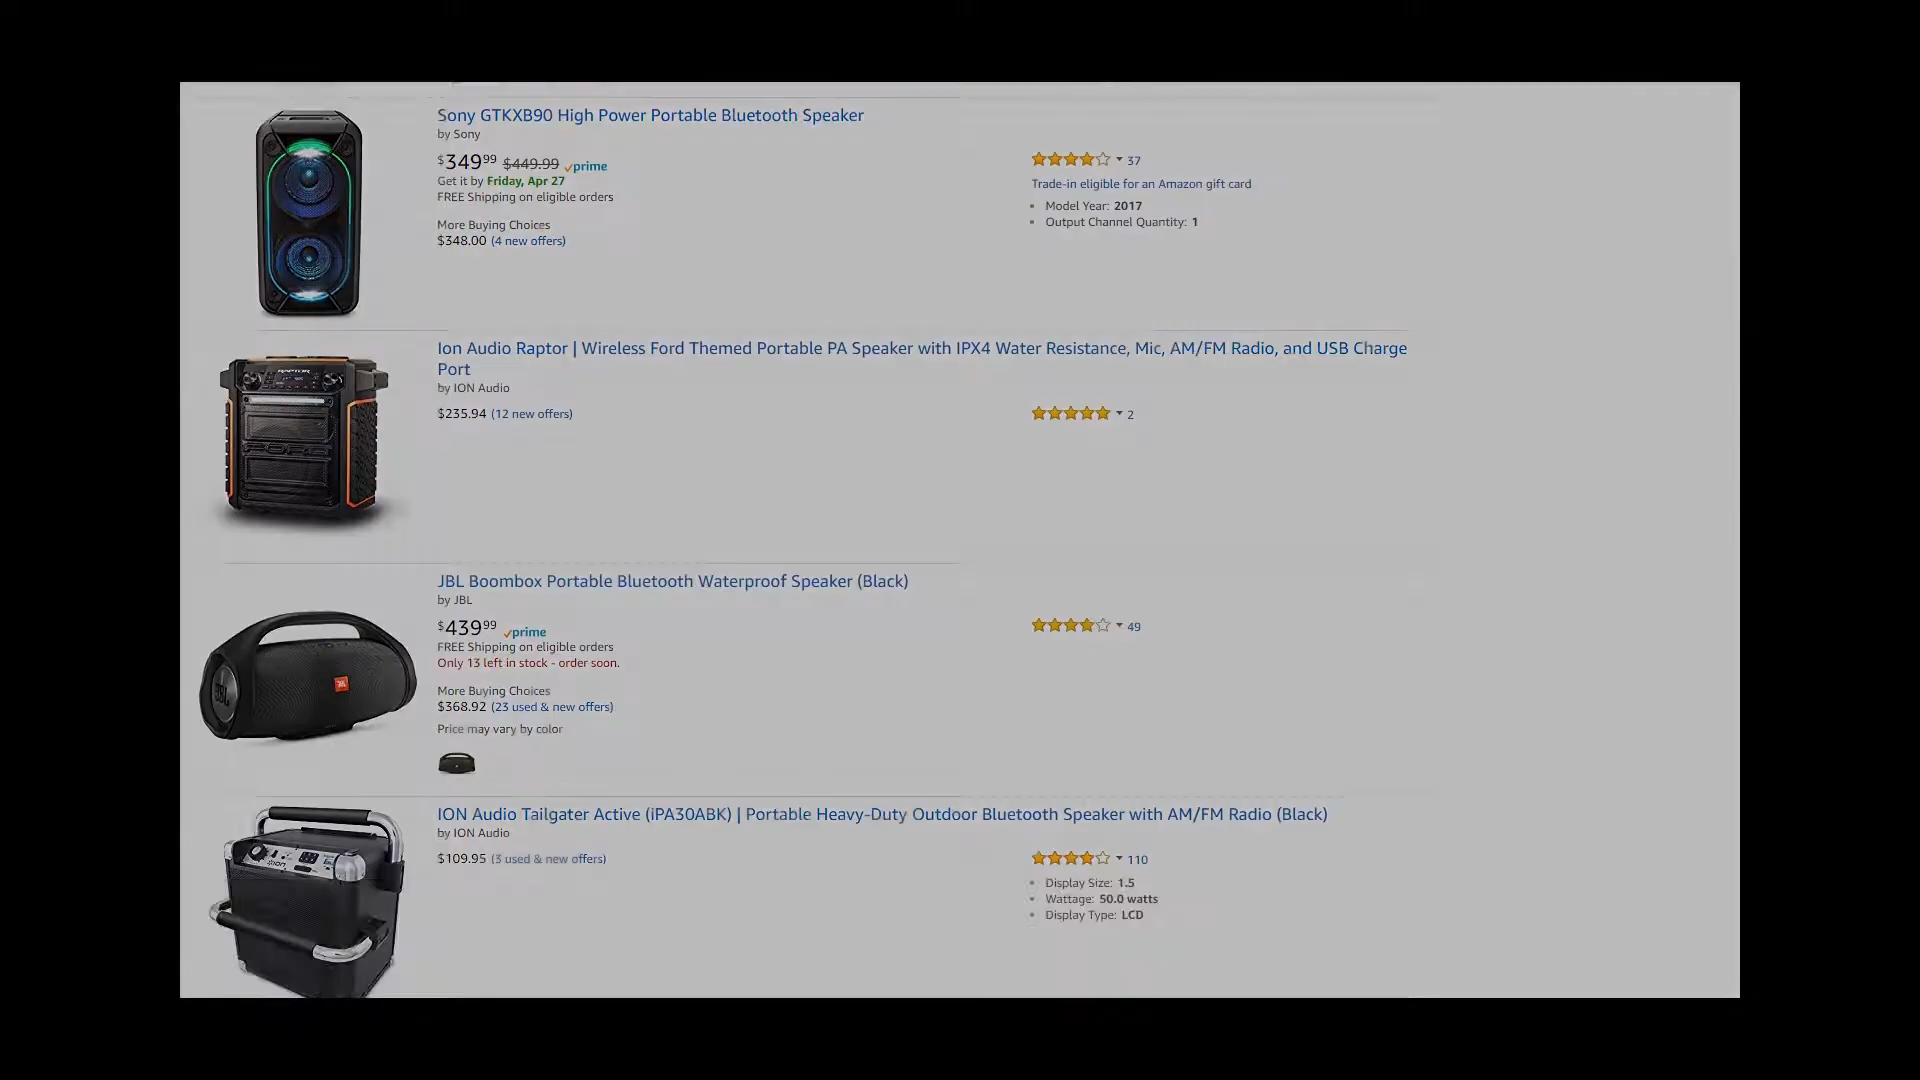 Sony GTKXB90 High Power Portable Bluetooth Speaker
by Sony
$349.99 $449.99 prime
Get it by Friday, Apr 27
FREE Shipping on eligible orders
More Buying Choices
$348.00 (4 new offers)
37
Trade-in eligible for an Amazon gift card
Model Year: 2017
Output Channel Quantity: 1
RAPTOR
FORD
Ion Audio Raptor | Wireless Ford Themed Portable PA Speaker with IPX4 Water Resistance, Mic, AM/FM Radio, and USB Charge
Port
by ION Audio
$235.94 (12 new offers)
2
JBL
JBL
JBL Boombox Portable Bluetooth Waterproof Speaker (Black)
by JBL
$439.99 prime
FREE Shipping on eligible orders
Only 13 left in stock - order soon.
More Buying Choices
$368.92 (23 used & new offers)
Price may vary by color
49
ION
ION Audio Tailgater Active (iPA30ABK) | Portable Heavy-Duty Outdoor Bluetooth Speaker with AM/FM Radio (Black)
by ION Audio
$109.95 (3 used & new offers)
110
Display Size: 1.5
Wattage: 50.0 watts
Display Type: LCD